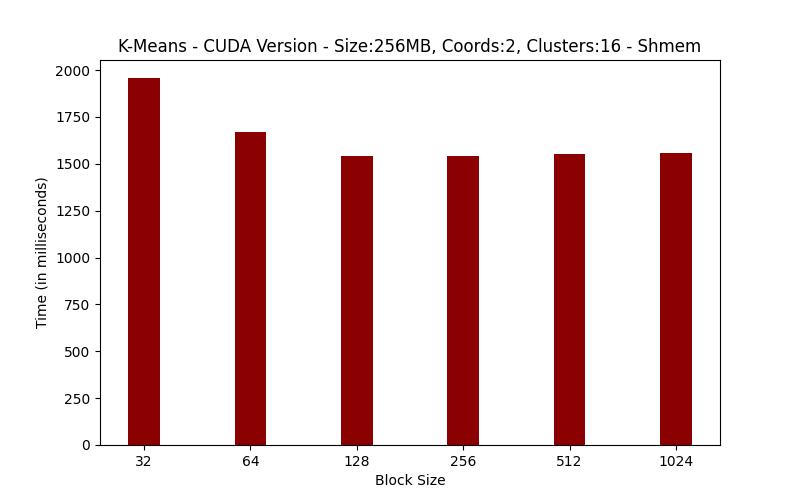 K-Means - CUDA Version - Size:256MB, Coords:2, Clusters:16 - Shmem
2000
1750
1500
1250
1000
750
500
250
0
Time (in milliseconds)
32 64 128 256 512 1024
Block Size